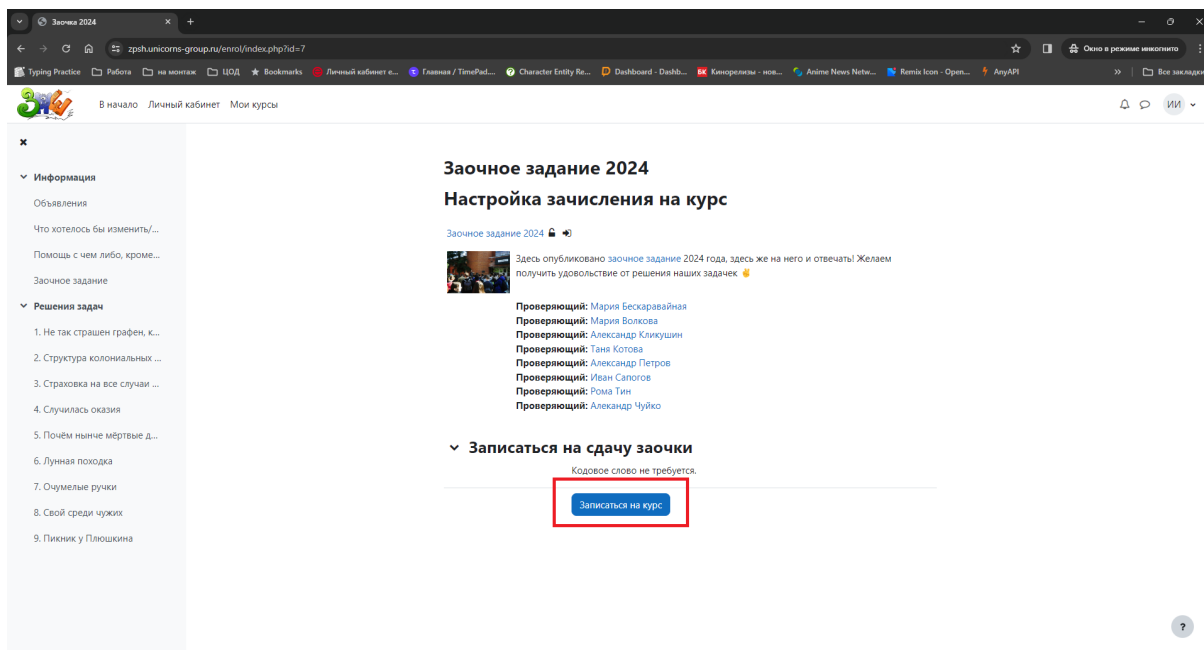 Заочка 2024
zpsh.unicorns-group.ru/enrol/index.php?id=7
Окно в режиме инкогнито
Typing Practice
Работа
на монтаж
ЦОД
Bookmarks
Личный кабинет е...
Главная / TimePad....
Character Entity Re...
Dashboard - Dashb...
Кинорелизы - нов...
Anime News Netw...
Remix Icon - Open...
AnyAPI
Все закладки
ЗПШ
В начало
Личный кабинет
Мои курсы
ИИ
Информация
Объявления
Что хотелось бы изменить/...
Помощь с чем либо, кроме...
Заочное задание
Решения задач
1. Не так страшен графен, к...
2. Структура колониальных ...
3. Страховка на все случаи ...
4. Случилась оказия
5. Почём нынче мёртвые д...
6. Лунная походка
7. Очумелые ручки
8. Свой среди чужих
9. Пикник у Плюшкина
Заочное задание 2024
Настройка зачисления на курс
Заочное задание 2024
Здесь опубликовано заочное задание 2024 года, здесь же на него и отвечать! Желаем
получить удовольствие от решения наших задачек ✌
Проверяющий: Мария Бескаравайная
Проверяющий: Мария Волкова
Проверяющий: Александр Кликушин
Проверяющий: Таня Котова
Проверяющий: Александр Петров
Проверяющий: Иван Сапогов
Проверяющий: Рома Тин
Проверяющий: Алекандр Чуйко
Записаться на сдачу заочки
Кодовое слово не требуется.
Записаться на курс
?